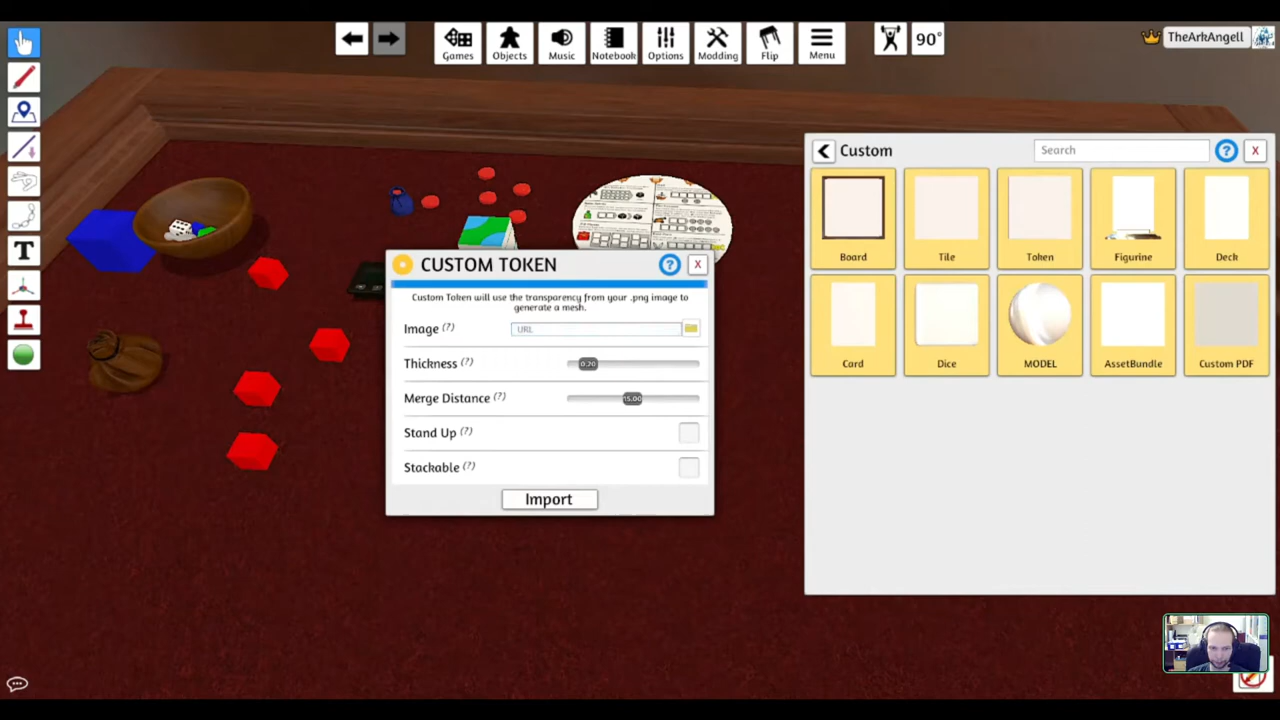 Games
Objects
Music
Notebook
Options
Modding
Flip
Menu
90°
TheArkAngell
T
Custom
Search
?
X
Board
Tile
Token
Figurine
Deck
Card
Dice
MODEL
AssetBundle
Custom PDF
CUSTOM TOKEN
?
X
Custom Token will use the transparency from your .png image to
generate a mesh.
Image (?)
URL
Thickness (?)
0.20
Merge Distance (?)
15.00
Stand Up (?)
Stackable (?)
Import